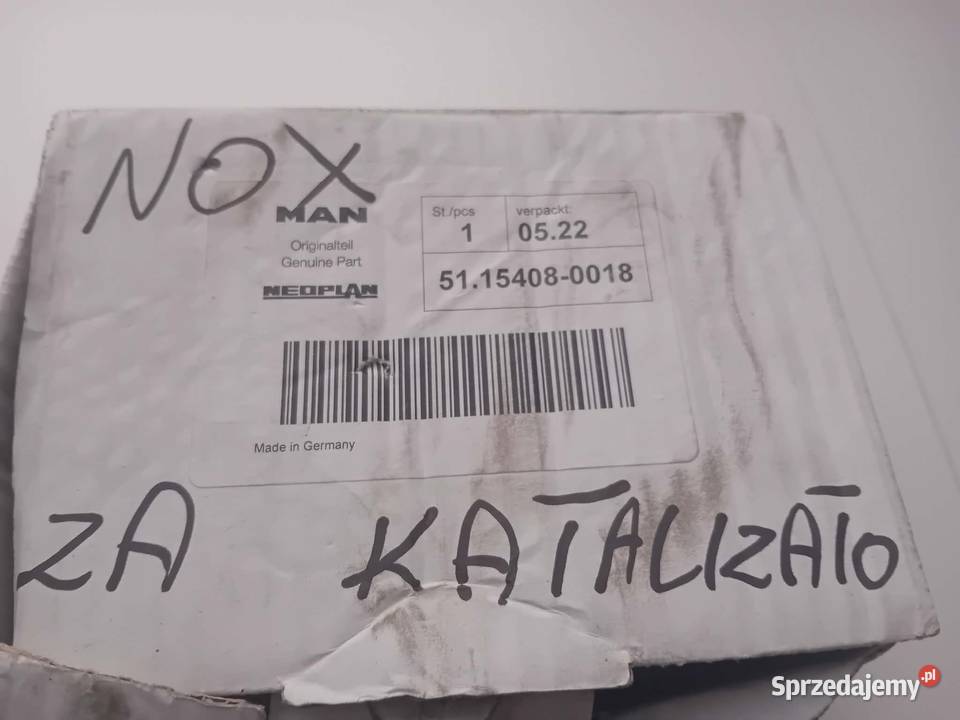 NOX
MAN
Originalteil
Genuine Part
NEOPLAN
St./pcs
1
verpackt:
05.22
51.15408-0018
Made in Germany
ZA KATALIZATO
Sprzedajemy.pl